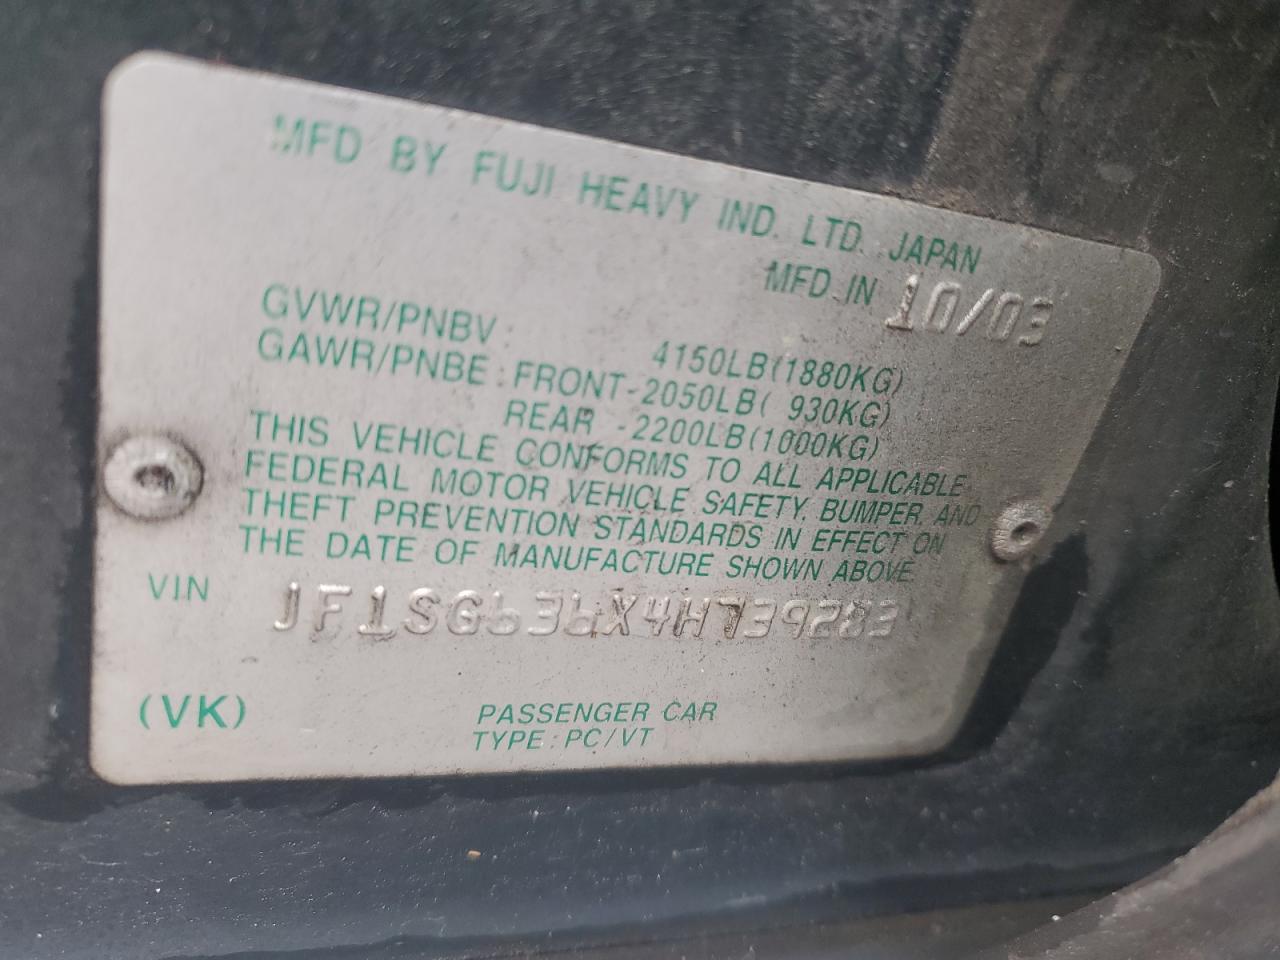 MFD BY FUJI HEAVY IND. LTD. JAPAN
MFD. IN 10/03
GVWR/PNBV : 4150LB(1880KG)
GAWR/PNBE : FRONT-2050LB( 930KG)
REAR -2200LB(1000KG)
THIS VEHICLE CONFORMS TO ALL APPLICABLE
FEDERAL MOTOR VEHICLE SAFETY, BUMPER, AND
THEFT PREVENTION STANDARDS IN EFFECT ON
THE DATE OF MANUFACTURE SHOWN ABOVE.
VIN JF1SG636X4H739283
(VK)
PASSENGER CAR
TYPE : PC/VT